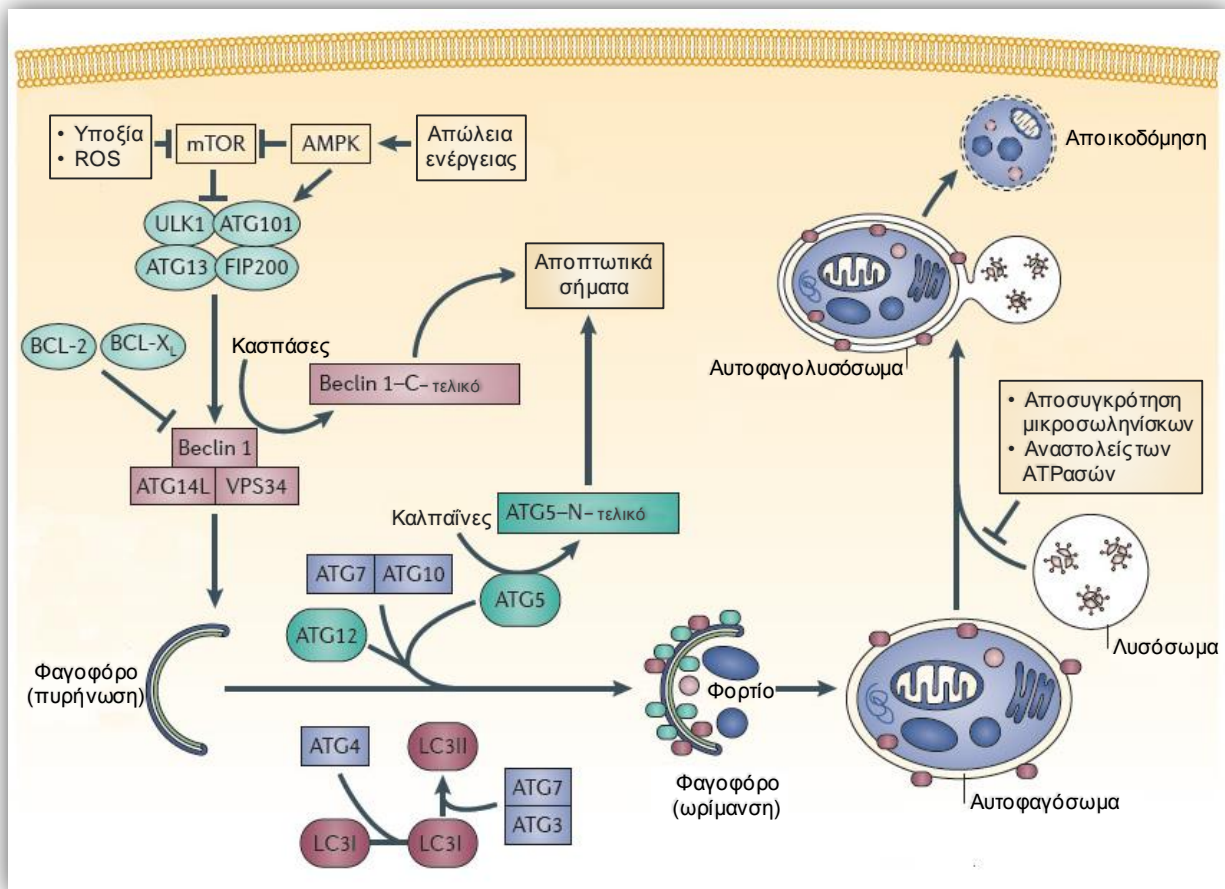 • Υποξία
• ROS
mTOR
AMPK
Απώλεια
ενέργειας
ULK1
ATG101
ATG13
FIP200
BCL-2
BCL-XL
Κασπάσες
Beclin 1–C– τελικό
Αποπτωτικά
σήματα
Beclin 1
ATG14L
VPS34
Καλπαΐνες
ATG5–N– τελικό
ATG7
ATG10
ATG12
ATG5
Φαγοφόρο
(πυρήνωση)
ATG4
LC3II
LC3I
LC3I
ATG7
ATG3
Φορτίο
Φαγοφόρο
(ωρίμανση)
Αποικοδόμηση
Αυτοφαγολυσόσωμα
• Αποσυγκρότηση
μικροσωληνίσκων
• Αναστολείς των
ATPασών
Λυσόσωμα
Αυτοφαγόσωμα